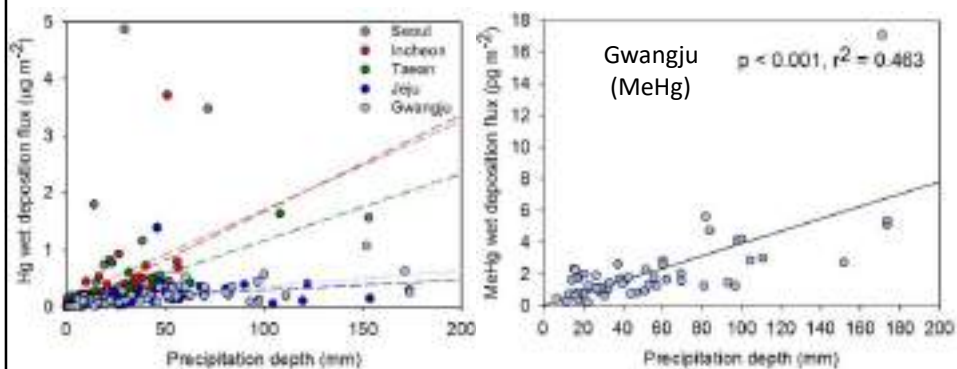 Hg wet deposition flux (ug m-2)
5
4
3
2
1
0
0
50
100
150
200
Precipitation depth (mm)
Seoul
Incheon
Taean
Jeju
Gwangju
MeHg wet deposition flux (pg m-2)
18
16
14
12
10
8
6
4
2
0
0
20
40
60
80
100
120
140
160
180
200
Precipitation depth (mm)
Gwangju
(MeHg)
p < 0.001, r2 = 0.463